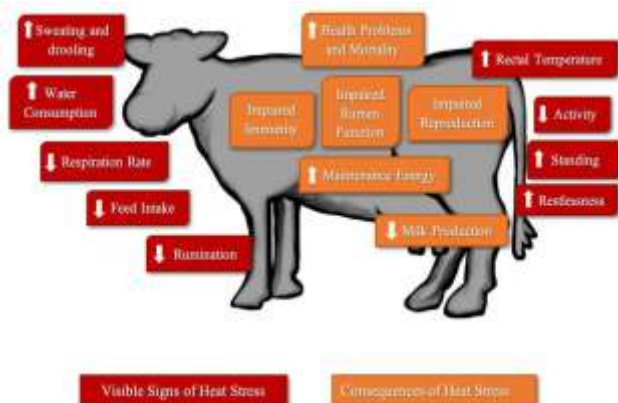 ↑ Sweating and
drooling
↑ Health Problems
and Mortality
↑ Rectal Temperature
↑ Water
Consumption
Impaired
Immunity
Impaired
Rumen
Function
Impaired
Reproduction
↓ Activity
↓ Respiration Rate
↑ Standing
↑ Maintenance Energy
↓ Feed Intake
↑ Restlessness
↓ Milk Production
↓ Rumination
Visible Signs of Heat Stress
Consequences of Heat Stress